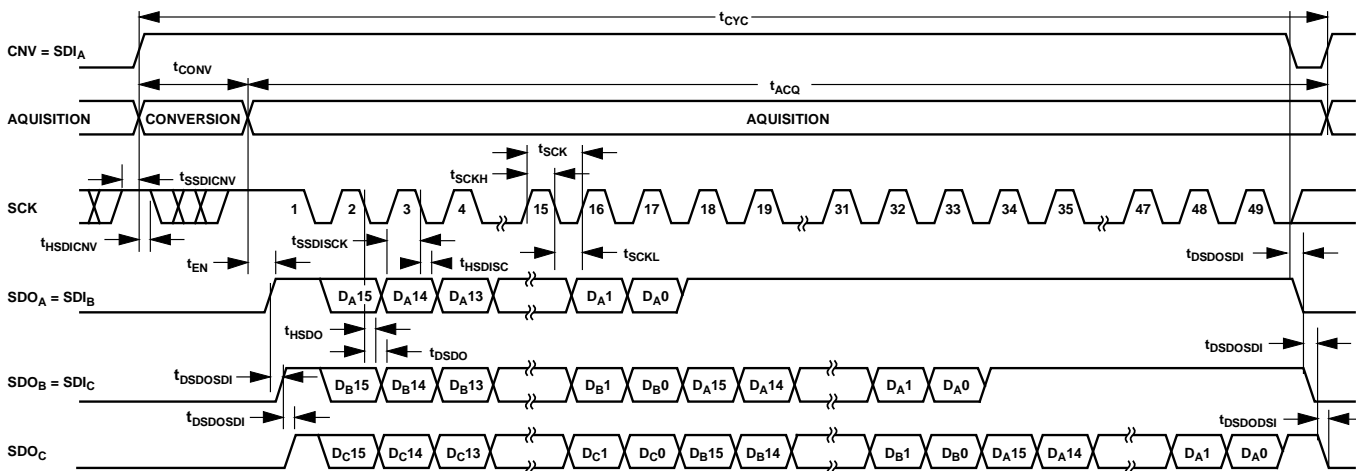 tCYC
CNV = SDIA
tCONV
tACQ
AQUISITION
CONVERSION
AQUISITION
tSCK
tSSDICNV
tSCKH
SCK
1 2 3 4 15 16 17 18 19 31 32 33 34 35 47 48 49
tHSDICNV
tSSDISCK
tEN
tHSDISC
tSCKL
tDSDOSDI
SDOA = SDIB
DA15 DA14 DA13 DA1 DA0
tHSDO
tDSDO
tDSDOSDI
tDSDOSDI
SDOB = SDIC
DB15 DB14 DB13 DB1 DB0 DA15 DA14 DA1 DA0
tDSDOSDI
tDSDODSI
SDOC
DC15 DC14 DC13 DC1 DC0 DB15 DB14 DB1 DB0 DA15 DA14 DA1 DA0